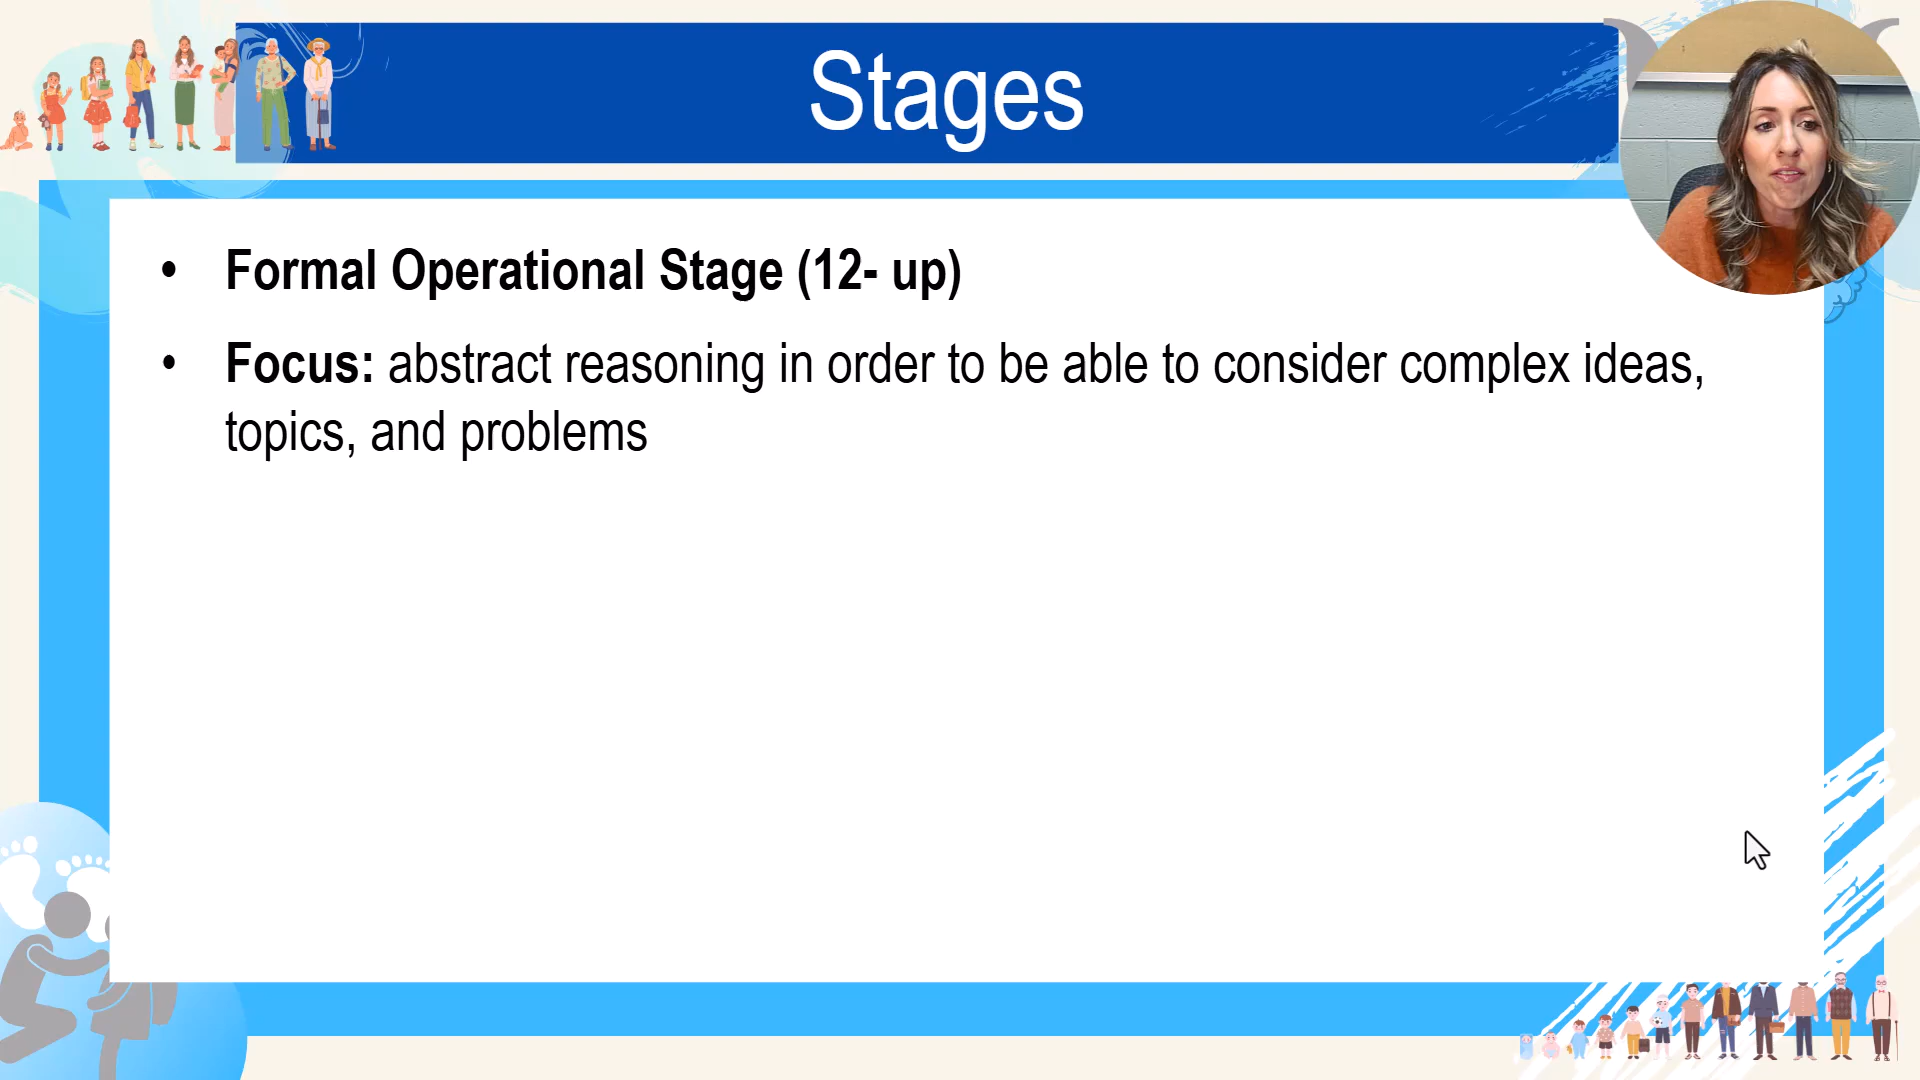 Stages
• Formal Operational Stage (12- up)
• Focus: abstract reasoning in order to be able to consider complex ideas,
topics, and problems